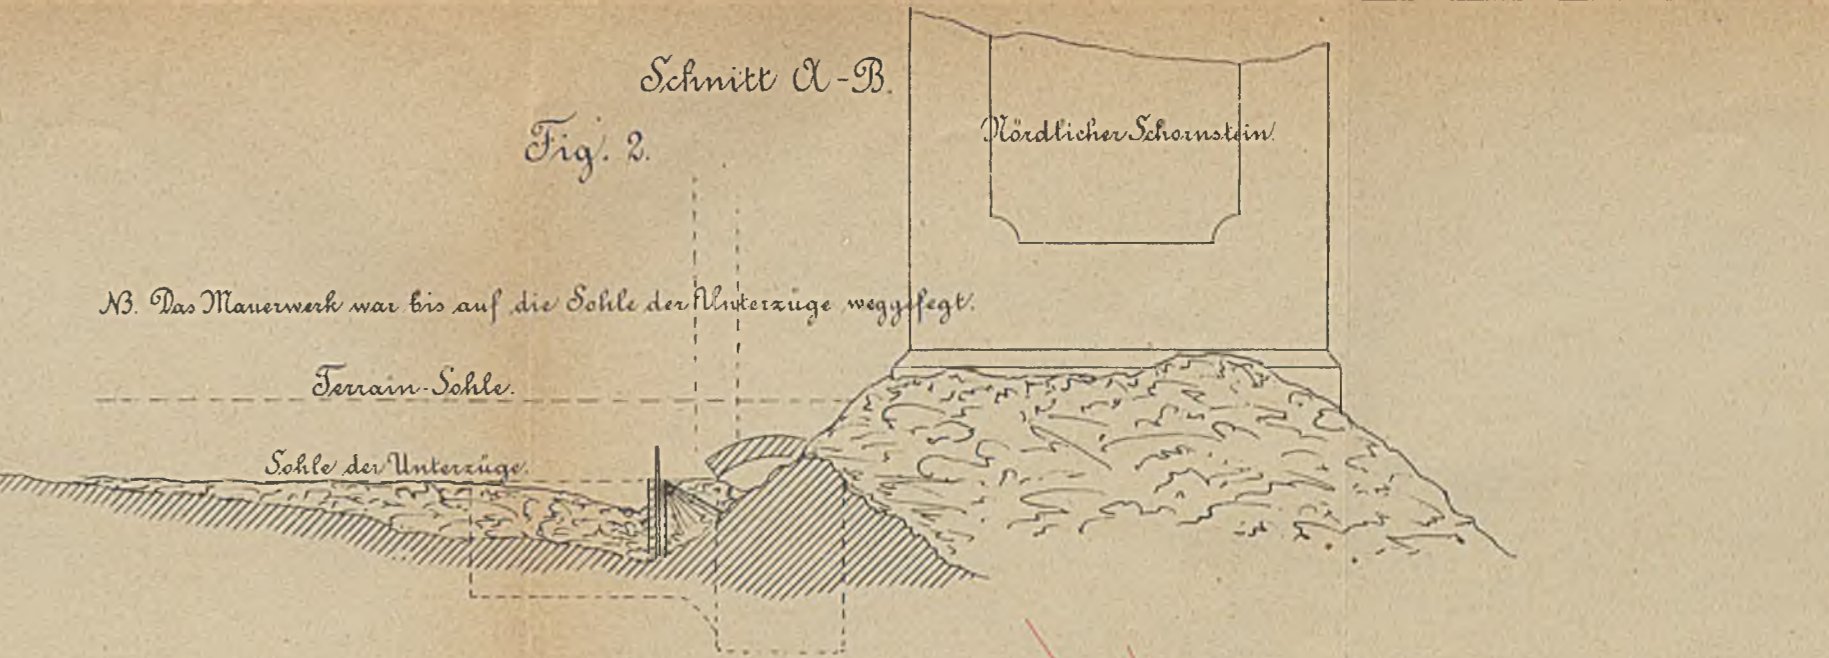 Schnitt A-B.
Fig. 2.
Nördlicher Schornstein.
NB. Das Mauerwerk war bis auf die Sohle der Unterzüge weggefegt.
Terrain-Sohle.
Sohle der Unterzüge.